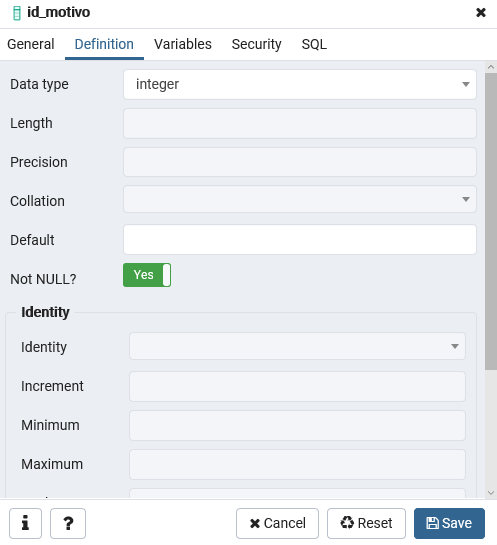 id_motivo
General Definition Variables Security SQL
Data type integer
Length
Precision
Collation
Default
Not NULL? Yes
Identity
Identity
Increment
Minimum
Maximum
i ? Cancel Reset Save